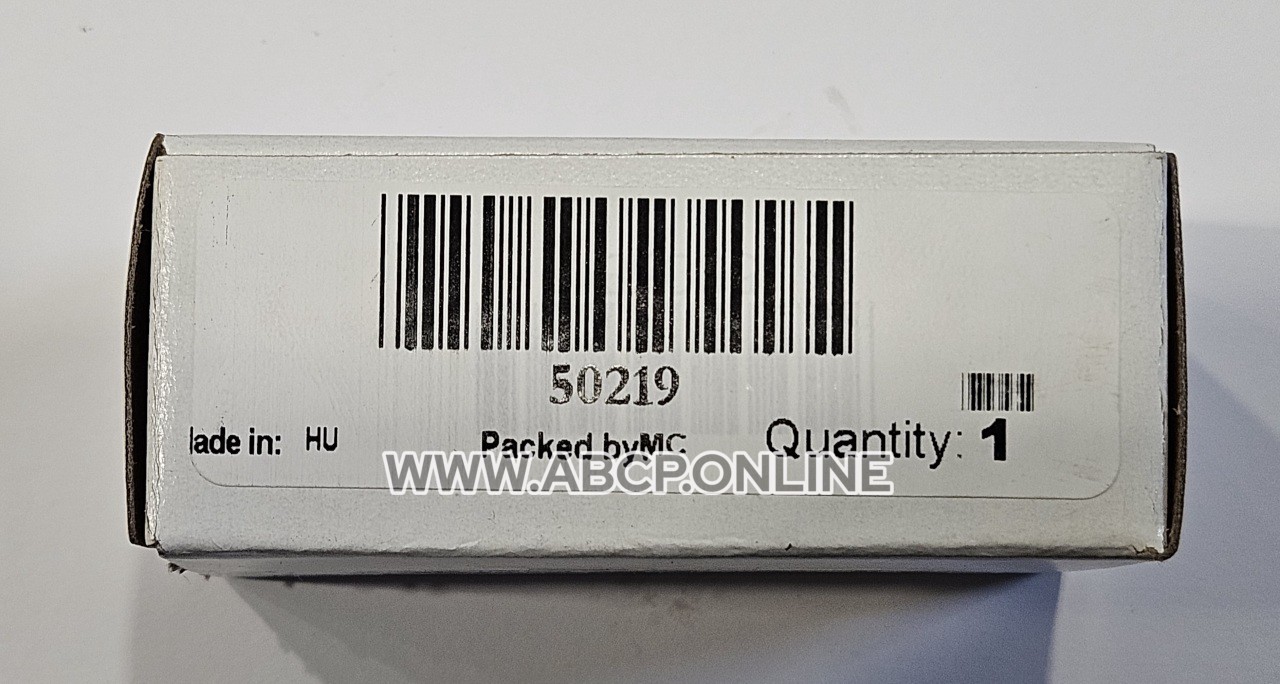 50219
lade in: HU Packed byMC Quantity: 1
WWW.ABCP.ONLINE